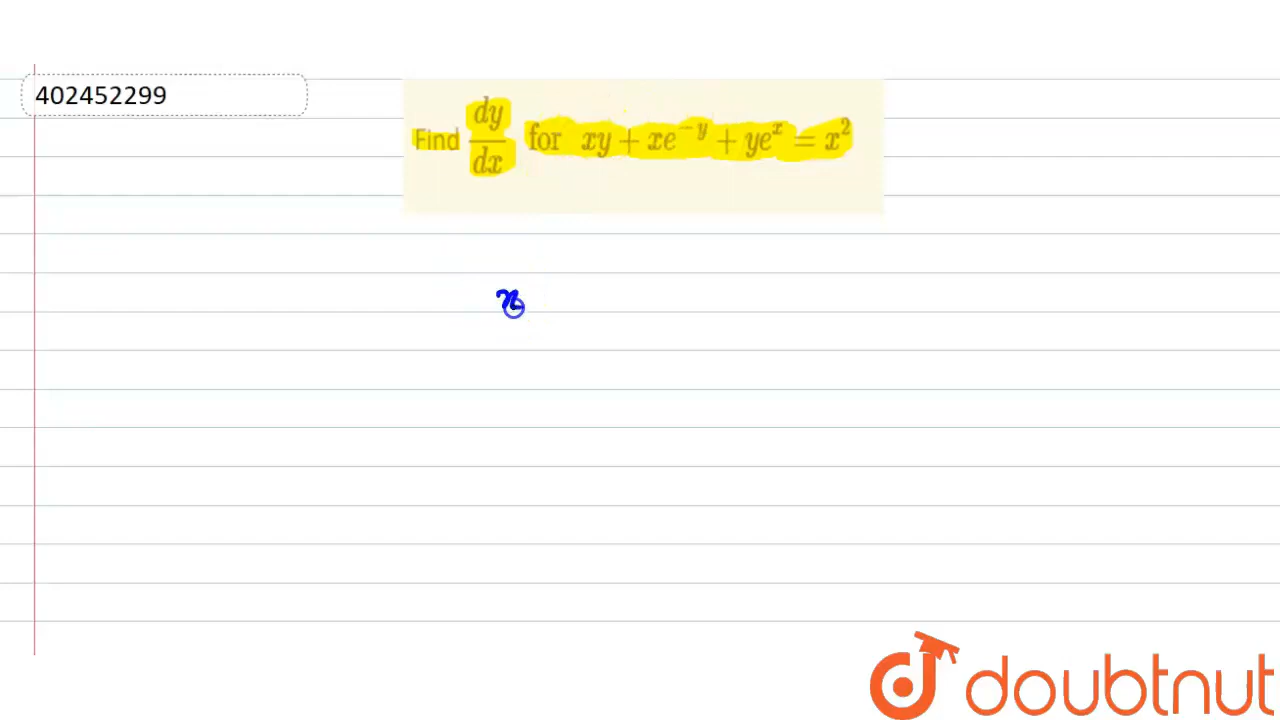 402452299
Find dy/dx for xy + xe^{-y} + ye^x = x^2
x
doubtnut